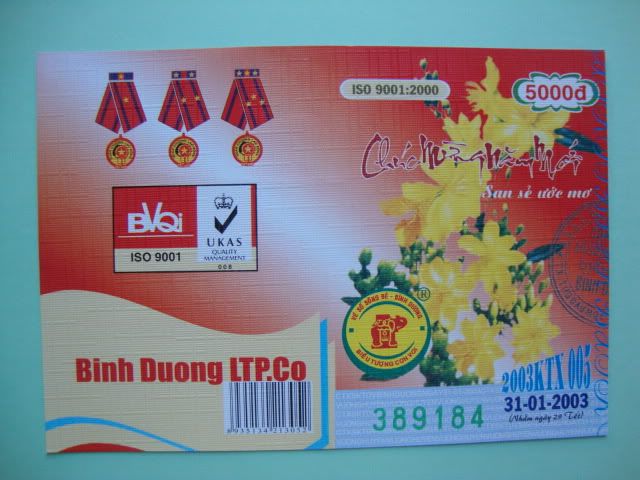 BVQi
ISO 9001
UKAS
QUALITY
MANAGEMENT
008
Binh Duong LTP.Co
8935134213052
ISO 9001:2000
5000đ
Chúc Mừng Năm Mới
San sẻ ước mơ
VÉ SỐ SÔNG BÉ - BÌNH DƯƠNG
BIỂU TƯỢNG CON VOI
®
2003KTX 005
31-01-2003
(Nhằm ngày 29 Tết)
389184